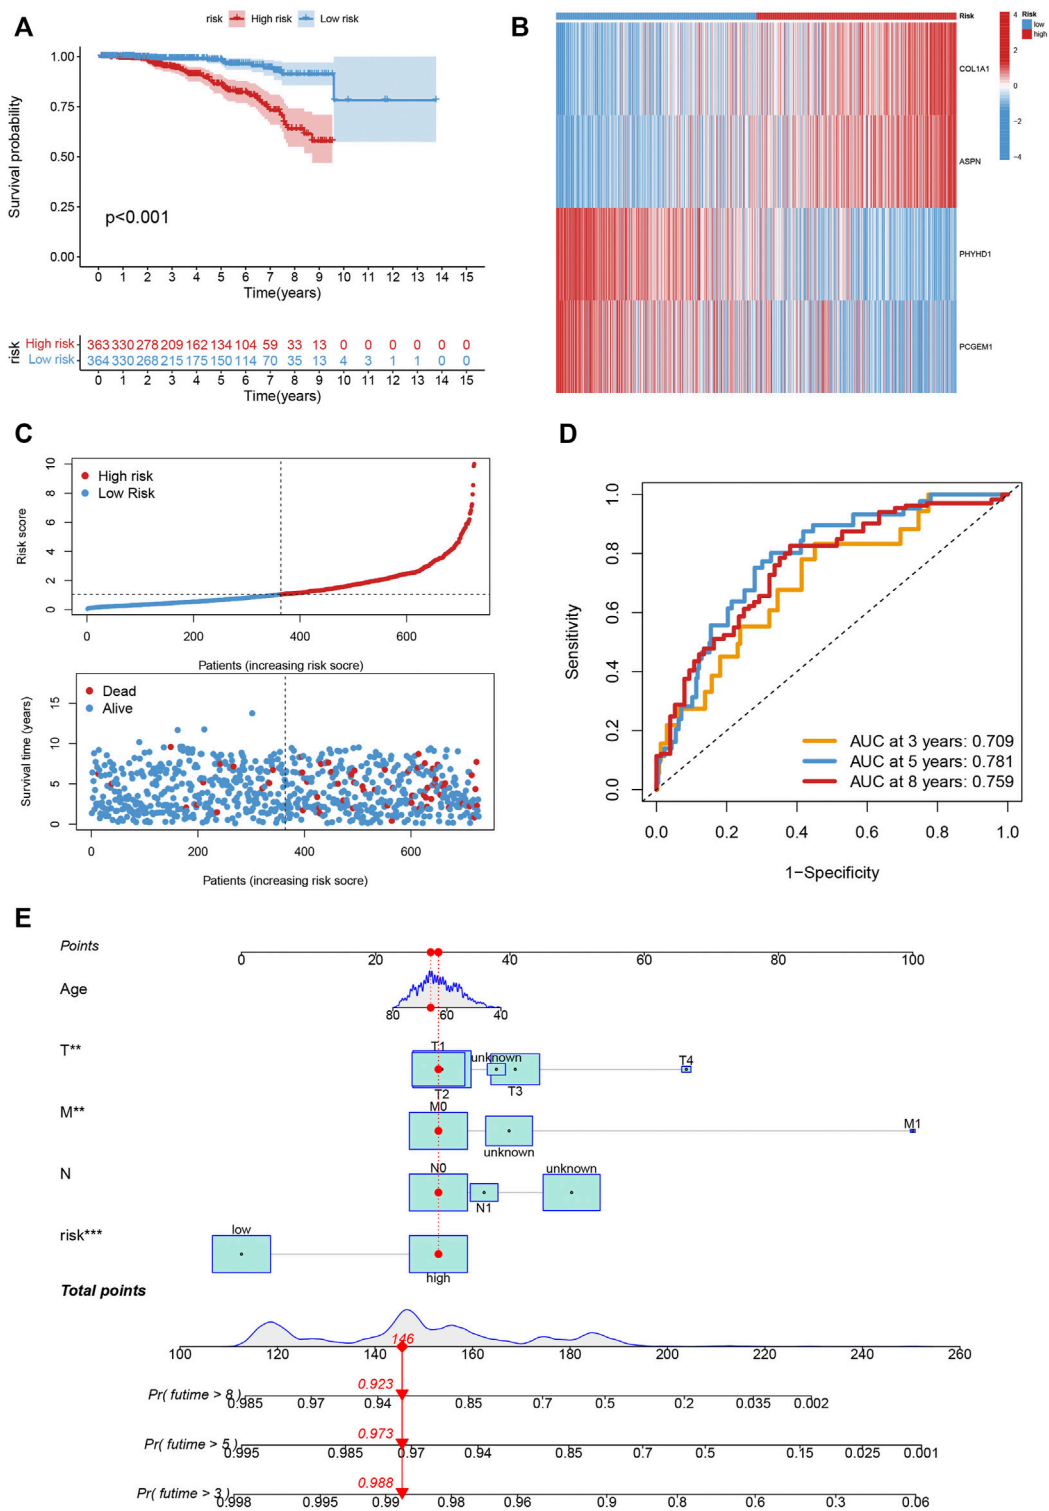 A
risk High risk Low risk
Survival probability
1.00
0.75
0.50
0.25
0.00
p<0.001
0 1 2 3 4 5 6 7 8 9 10 11 12 13 14 15
Time(years)
risk
High risk 363 330 278 209 162 134 104 59 33 13 0 0 0 0 0 0
Low risk 364 330 268 215 175 150 114 70 35 13 4 3 1 1 0 0
0 1 2 3 4 5 6 7 8 9 10 11 12 13 14 15
Time(years)
B
Risk
COL1A1
ASPN
PHYHD1
PCGEM1
4
2
0
−2
−4
Risk
low
high
C
Risk score
10
8
6
4
2
0
High risk
Low Risk
0 200 400 600
Patients (increasing risk socre)
Survival time (years)
15
10
5
0
Dead
Alive
0 200 400 600
Patients (increasing risk socre)
D
Sensitivity
1.0
0.8
0.6
0.4
0.2
0.0
AUC at 3 years: 0.709
AUC at 5 years: 0.781
AUC at 8 years: 0.759
0.0 0.2 0.4 0.6 0.8 1.0
1−Specificity
E
Points
0 20 40 60 80 100
Age
80 60 40
T**
T1
unknown
T4
T2
T3
M**
M0
M1
unknown
N
N0
unknown
N1
risk***
low
high
Total points
146
100 120 140 160 180 200 220 240 260
0.923
Pr( futime > 8 )
0.985 0.97 0.94 0.85 0.7 0.5 0.2 0.035 0.002
0.973
Pr( futime > 5 )
0.995 0.985 0.97 0.94 0.85 0.7 0.5 0.15 0.025 0.001
0.988
Pr( futime > 3 )
0.998 0.995 0.99 0.98 0.96 0.9 0.8 0.6 0.3 0.06